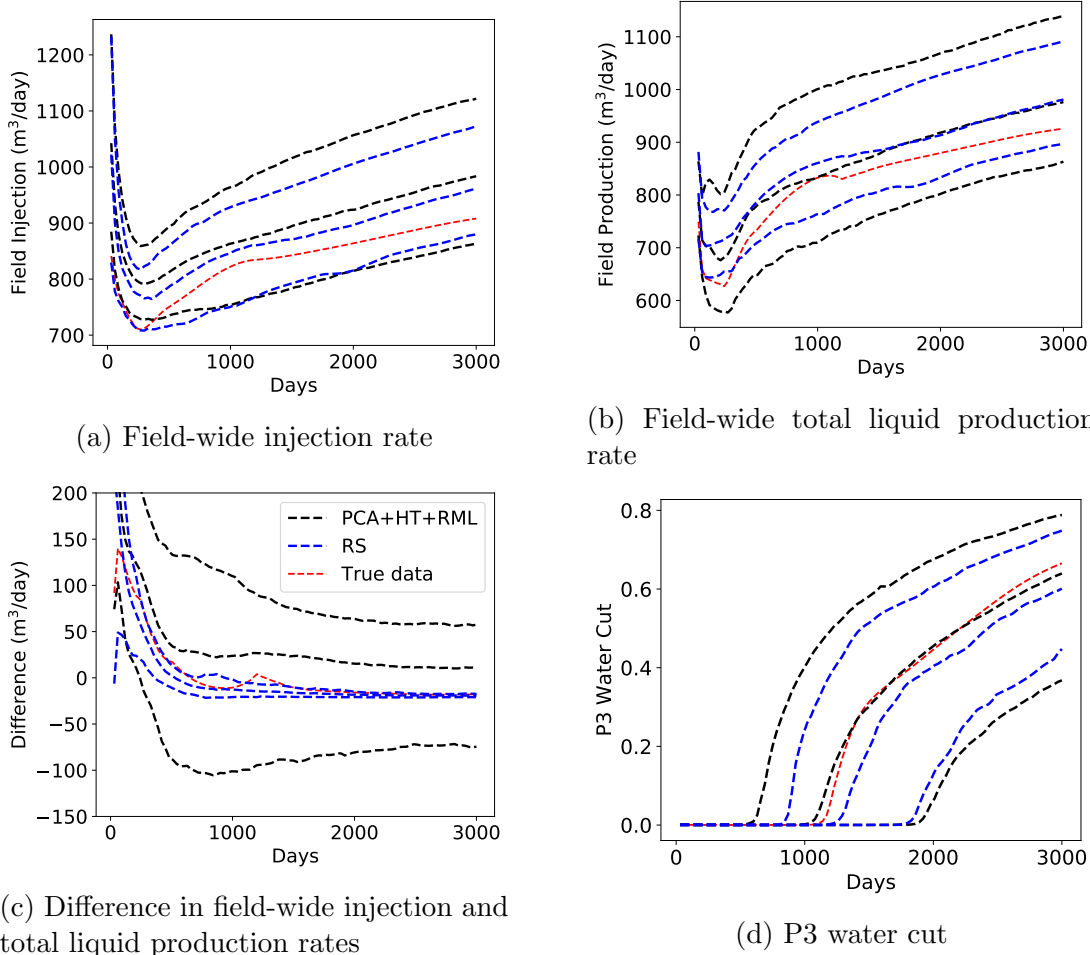 1200
1100
1000
900
800
700
Field Injection (m³/day)
0 1000 2000 3000
Days
(a) Field-wide injection rate
1100
1000
900
800
700
600
Field Production (m³/day)
0 1000 2000 3000
Days
(b) Field-wide total liquid production
rate
200
150
100
50
0
−50
−100
−150
Difference (m³/day)
PCA+HT+RML
RS
True data
0 1000 2000 3000
Days
(c) Difference in field-wide injection and
total liquid production rates
0.8
0.6
0.4
0.2
0.0
P3 Water Cut
0 1000 2000 3000
Days
(d) P3 water cut